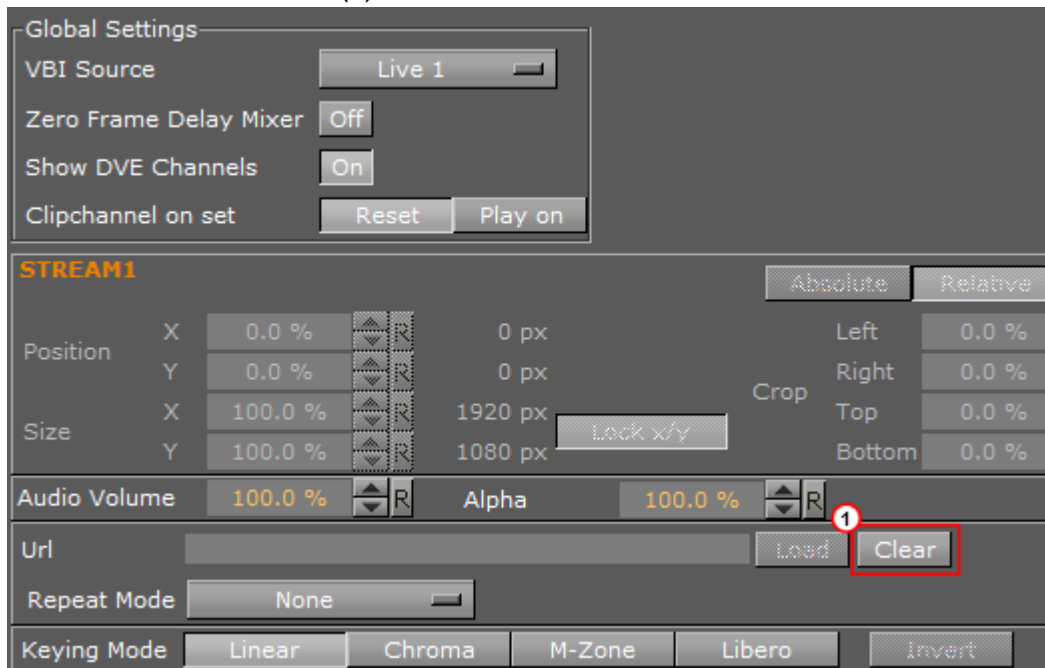 (1)
Global Settings
VBI Source Live 1
Zero Frame Delay Mixer Off
Show DVE Channels On
Clipchannel on set Reset Play on
STREAM1 Absolute Relative
Position X 0.0 % R 0 px Crop Left 0.0 %
Y 0.0 % R 0 px Right 0.0 %
Size X 100.0 % R 1920 px Lock x/y Top 0.0 %
Y 100.0 % R 1080 px Bottom 0.0 %
Audio Volume 100.0 % R Alpha 100.0 % R
1
Url Load Clear
Repeat Mode None
Keying Mode Linear Chroma M-Zone Libero Invert